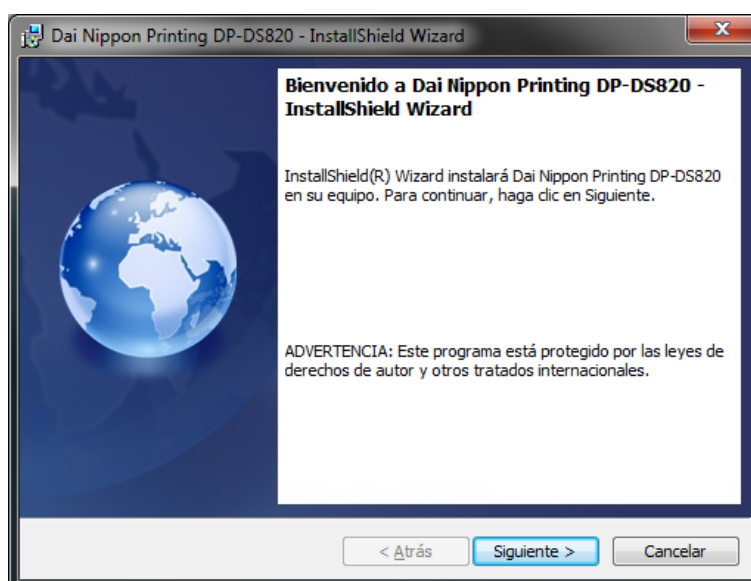 Dai Nippon Printing DP-DS820 - InstallShield Wizard
Bienvenido a Dai Nippon Printing DP-DS820 -
InstallShield Wizard
InstallShield(R) Wizard instalará Dai Nippon Printing DP-DS820
en su equipo. Para continuar, haga clic en Siguiente.
ADVERTENCIA: Este programa está protegido por las leyes de
derechos de autor y otros tratados internacionales.
< Atrás Siguiente > Cancelar